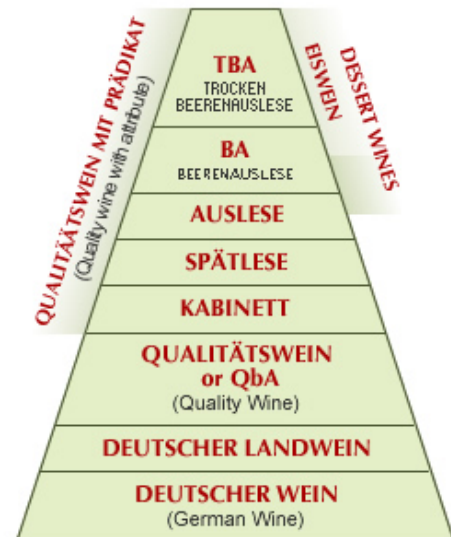 QUALITÄÄTSWEIN MIT PRÄDIKAT
(Quality wine with attribute)
TBA
TROCKEN
BEERENAUSLESE
EISWEIN
DESSERT WINES
BA
BEERENAUSLESE
AUSLESE
SPÄTLESE
KABINETT
QUALITÄTSWEIN
or QbA
(Quality Wine)
DEUTSCHER LANDWEIN
DEUTSCHER WEIN
(German Wine)